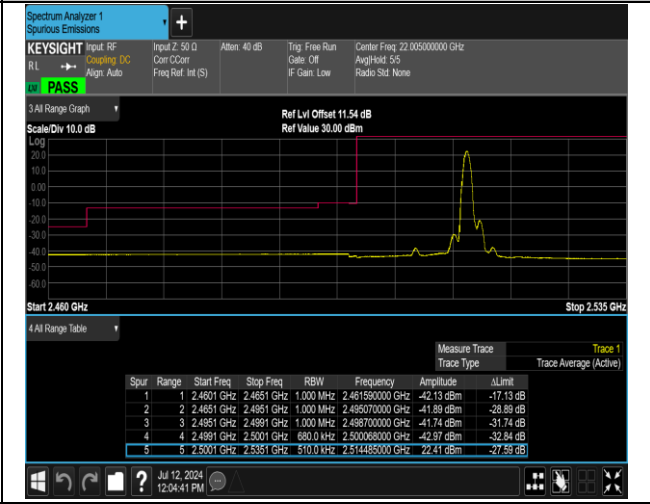 Spectrum Analyzer 1
Spurious Emissions
+
KEYSIGHT Input: RF Input Z: 50 Ω Atten: 40 dB Trig: Free Run Center Freq: 22.005000000 GHz
RL Coupling: DC Corr CCorr Gate: Off Avg|Hold: 5/5
Align: Auto Freq Ref: Int (S) IF Gain: Low Radio Std: None
PASS
3 All Range Graph
Ref Lvl Offset 11.54 dB
Scale/Div 10.0 dB Ref Value 30.00 dBm
Log
20.0
10.0
0.00
-10.0
-20.0
-30.0
-40.0
-50.0
-60.0
Start 2.460 GHz Stop 2.535 GHz
4 All Range Table
Measure Trace Trace 1
Trace Type Trace Average (Active)
Spur Range Start Freq Stop Freq RBW Frequency Amplitude ΔLimit
1 1 2.4601 GHz 2.4651 GHz 1.000 MHz 2.461590000 GHz -42.13 dBm -17.13 dB
2 2 2.4651 GHz 2.4951 GHz 1.000 MHz 2.495070000 GHz -41.89 dBm -28.89 dB
3 3 2.4951 GHz 2.4991 GHz 1.000 MHz 2.498700000 GHz -41.74 dBm -31.74 dB
4 4 2.4991 GHz 2.5001 GHz 680.0 kHz 2.500068000 GHz -42.97 dBm -32.84 dB
5 5 2.5001 GHz 2.5351 GHz 510.0 kHz 2.514485000 GHz 22.41 dBm -27.59 dB
? Jul 12, 2024
12:04:41 PM